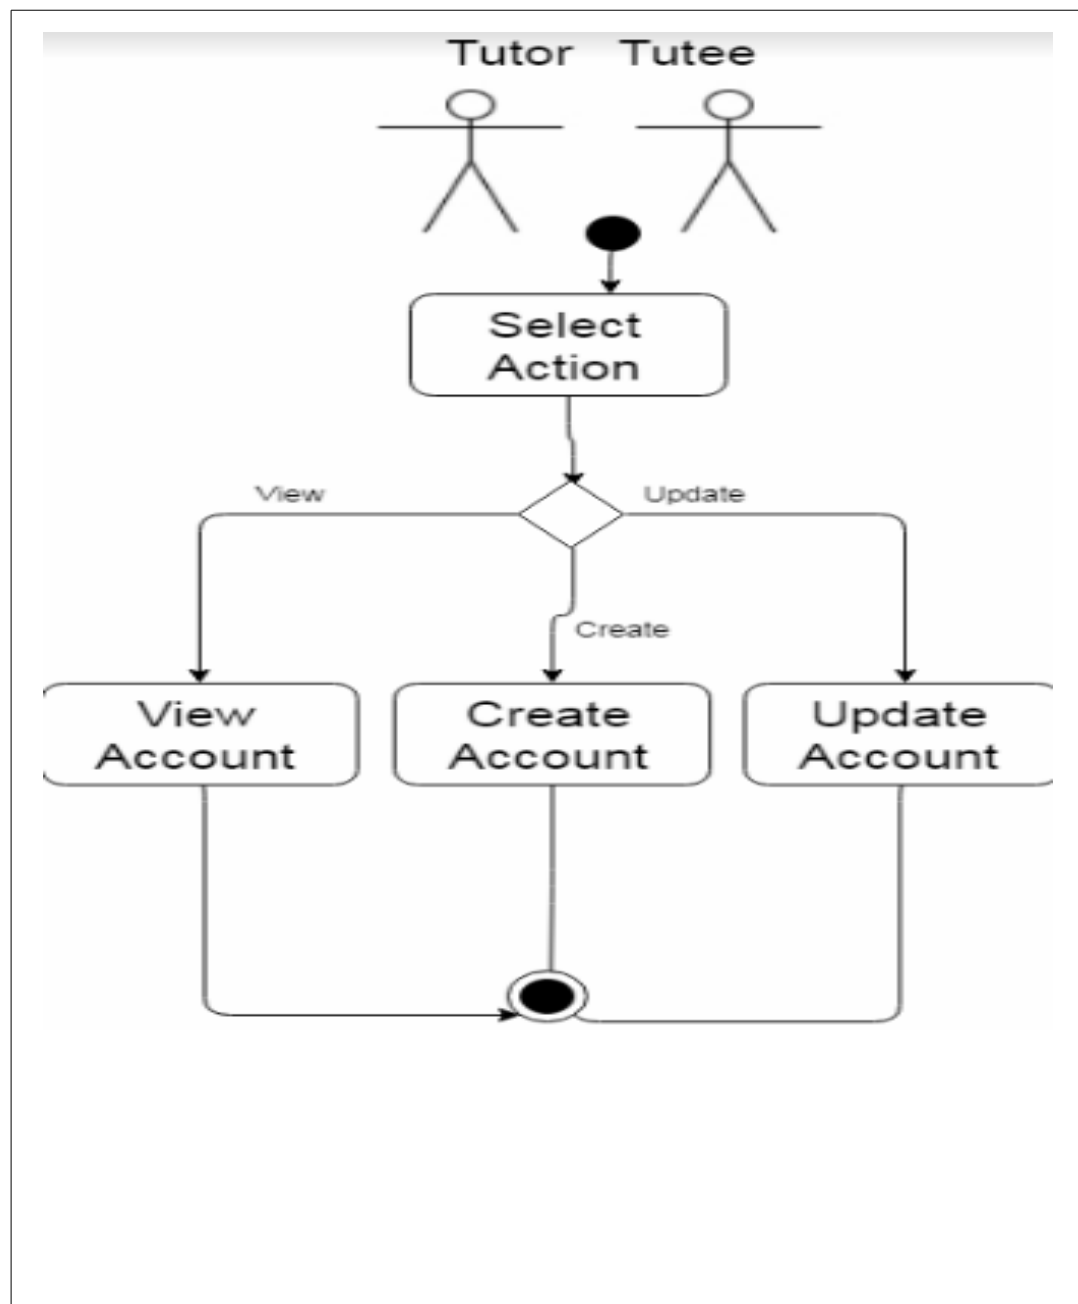 Tutor Tutee
Select
Action
View
Update
Create
View
Account
Create
Account
Update
Account